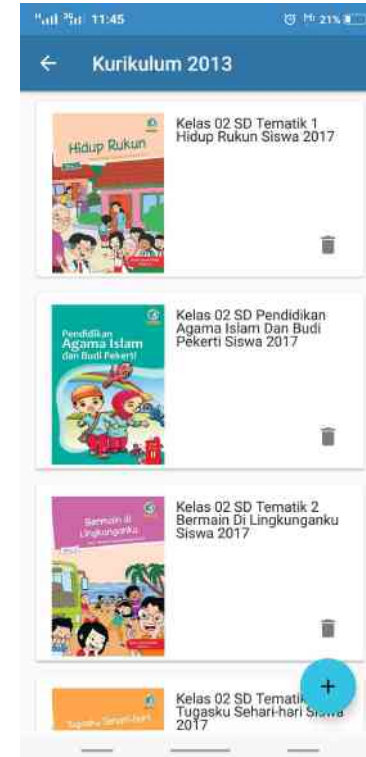 11:45
21%
Kurikulum 2013
Hidup Rukun
Kelas 02 SD Tematik 1
Hidup Rukun Siswa 2017
Pendidikan
Agama Islam
dan Budi Pekerti
II
Kelas 02 SD Pendidikan
Agama Islam Dan Budi
Pekerti Siswa 2017
Bermain di
Lingkunganku
Kelas 02 SD Tematik 2
Bermain Di Lingkunganku
Siswa 2017
+
Tugasku Sehari-hari
Kelas 02 SD Temati
Tugasku Sehari-hari Siswa
2017